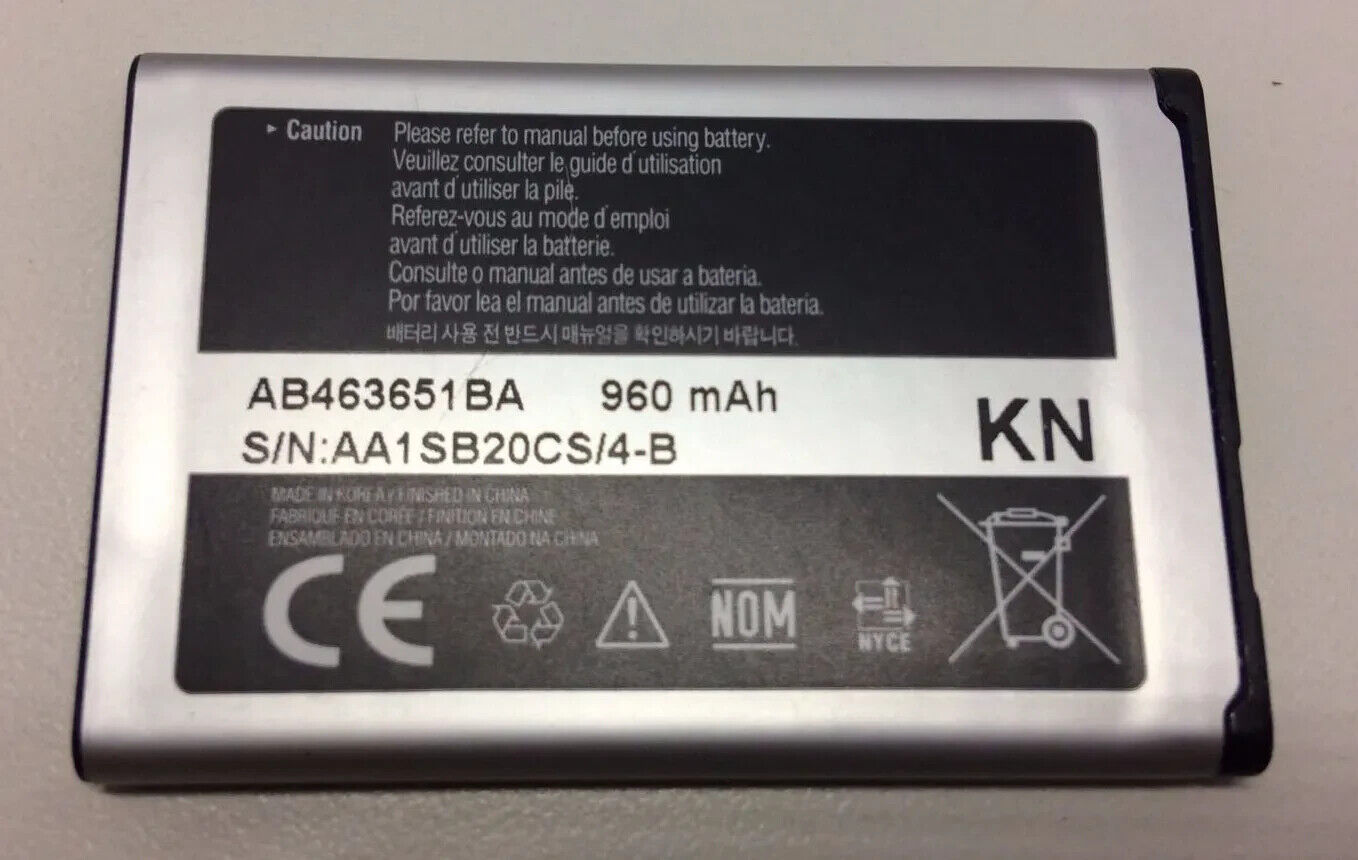 ▸ Caution Please refer to manual before using battery.
Veuillez consulter le guide d'utilisation
avant d'utiliser la pile.
Referez-vous au mode d'emploi
avant d'utiliser la batterie.
Consulte o manual antes de usar a bateria.
Por favor lea el manual antes de utilizar la bateria.
배터리 사용 전 반드시 매뉴얼을 확인하시기 바랍니다.
AB463651BA 960 mAh
S/N:AA1SB20CS/4-B
KN
MADE IN KOREA / FINISHED IN CHINA
FABRIQUE EN COREE / FINITION EN CHINE
ENSAMBLADO EN CHINA / MONTADO NA CHINA
CE
NOM
NYCE